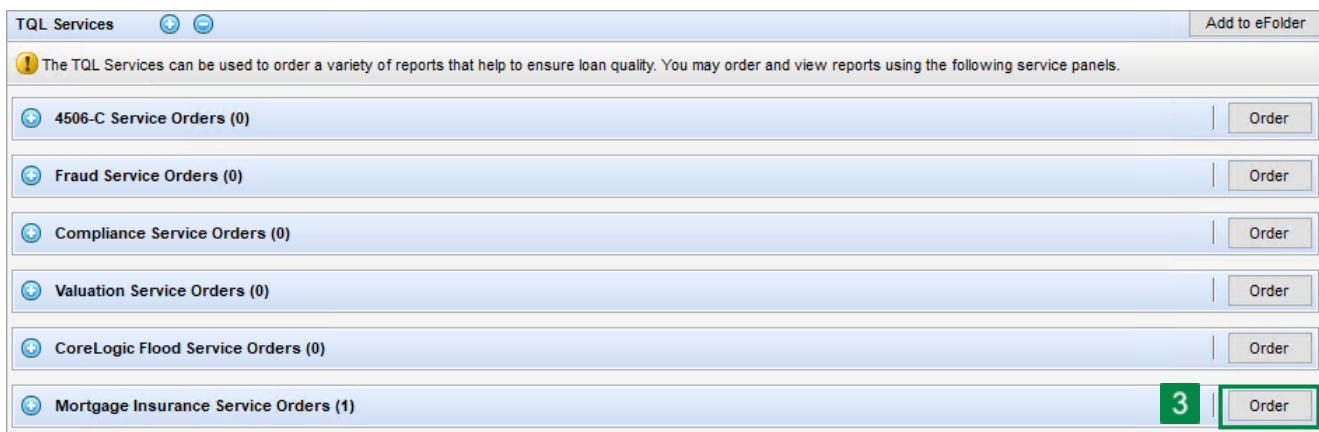 TQL Services Add to eFolder
The TQL Services can be used to order a variety of reports that help to ensure loan quality. You may order and view reports using the following service panels.
4506-C Service Orders (0) Order
Fraud Service Orders (0) Order
Compliance Service Orders (0) Order
Valuation Service Orders (0) Order
CoreLogic Flood Service Orders (0) Order
Mortgage Insurance Service Orders (1) 3 Order